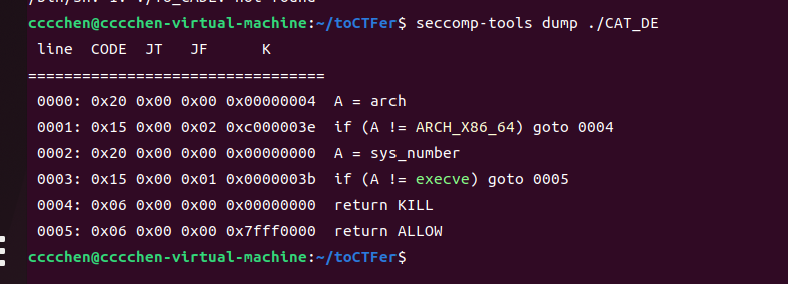 cccchen@cccchen-virtual-machine:~/toCTFer$ seccomp-tools dump ./CAT_DE
 line  CODE  JT   JF      K
=================================
 0000: 0x20 0x00 0x00 0x00000004  A = arch
 0001: 0x15 0x00 0x02 0xc000003e  if (A != ARCH_X86_64) goto 0004
 0002: 0x20 0x00 0x00 0x00000000  A = sys_number
 0003: 0x15 0x00 0x01 0x0000003b  if (A != execve) goto 0005
 0004: 0x06 0x00 0x00 0x00000000  return KILL
 0005: 0x06 0x00 0x00 0x7fff0000  return ALLOW
cccchen@cccchen-virtual-machine:~/toCTFer$